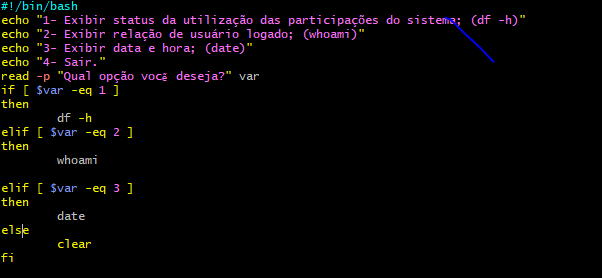 #!/bin/bash
echo "1- Exibir status da utilização das participações do sistema; (df -h)"
echo "2- Exibir relação de usuário logado; (whoami)"
echo "3- Exibir data e hora; (date)"
echo "4- Sair."
read -p "Qual opção você deseja?" var
if [ $var -eq 1 ]
then
        df -h
elif [ $var -eq 2 ]
then
        whoami

elif [ $var -eq 3 ]
then
        date
else
        clear
fi